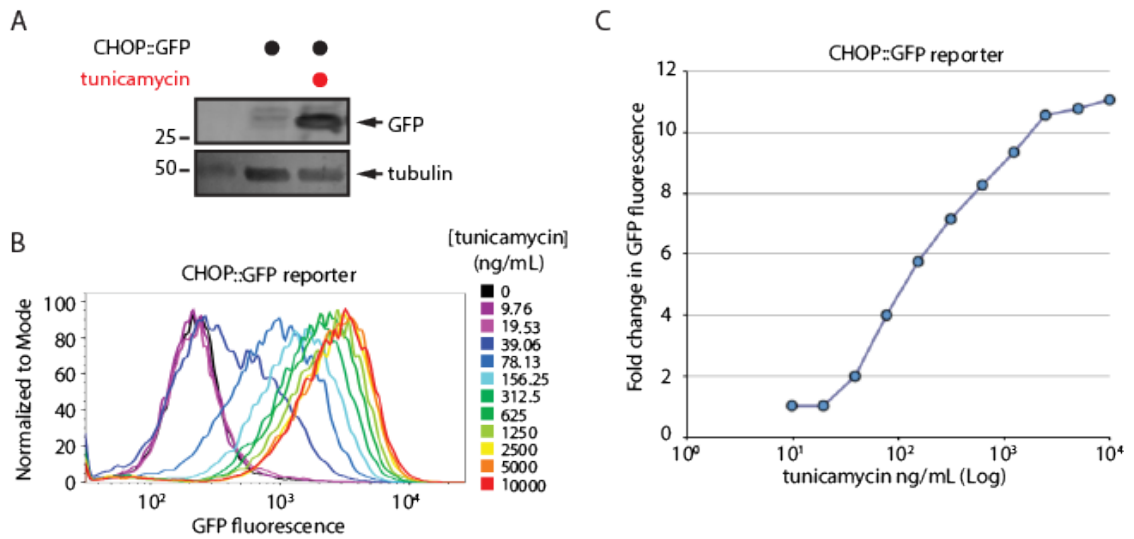 A
CHOP::GFP
tunicamycin
25
GFP
50
tubulin
B
CHOP::GFP reporter
[tunicamycin]
(ng/mL)
Normalized to Mode
100
80
60
40
20
0
10²
10³
10⁴
GFP fluorescence
0
9.76
19.53
39.06
78.13
156.25
312.5
625
1250
2500
5000
10000
C
CHOP::GFP reporter
Fold change in GFP fluorescence
12
10
8
6
4
2
0
10⁰
10¹
10²
10³
10⁴
tunicamycin ng/mL (Log)